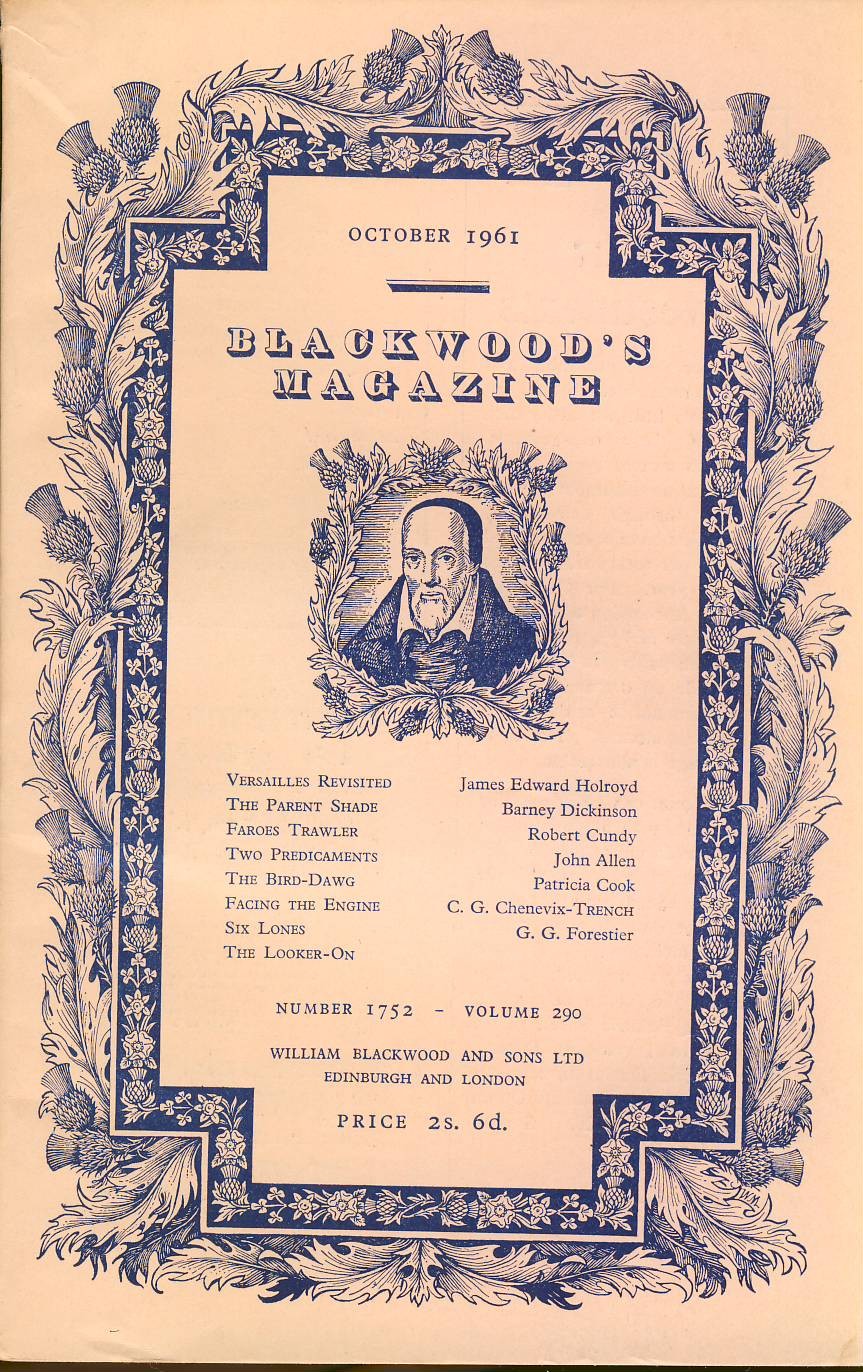 OCTOBER 1961
BLACKWOOD'S
MAGAZINE
VERSAILLES REVISITED James Edward Holroyd
THE PARENT SHADE Barney Dickinson
FAROES TRAWLER Robert Cundy
TWO PREDICAMENTS John Allen
THE BIRD-DAWG Patricia Cook
FACING THE ENGINE C. G. Chenevix-TRENCH
SIX LONES G. G. Forestier
THE LOOKER-ON
NUMBER 1752 - VOLUME 290
WILLIAM BLACKWOOD AND SONS LTD
EDINBURGH AND LONDON
PRICE 2s. 6d.